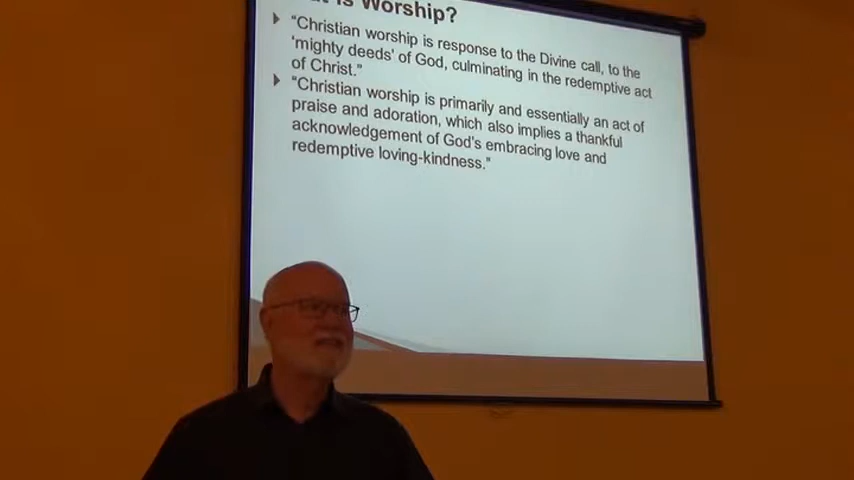 is Worship?
"Christian worship is response to the Divine call, to the
'mighty deeds' of God, culminating in the redemptive act
of Christ."
"Christian worship is primarily and essentially an act of
praise and adoration, which also implies a thankful
acknowledgement of God's embracing love and
redemptive loving-kindness."